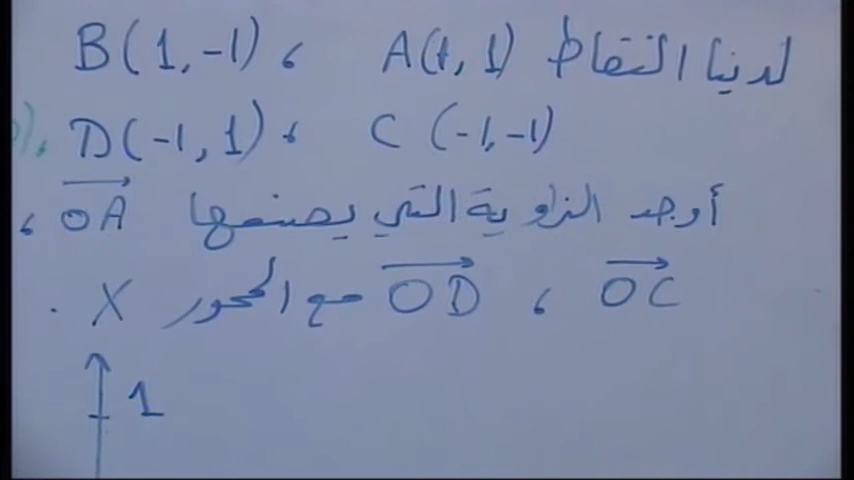 لدينا النقاط A(1, 1) ، B(1, -1)
C (-1, -1) ، D(-1, 1)
أوجد الزاوية التي يصنعها OA ،
OC ، OD مع المحور X .
1